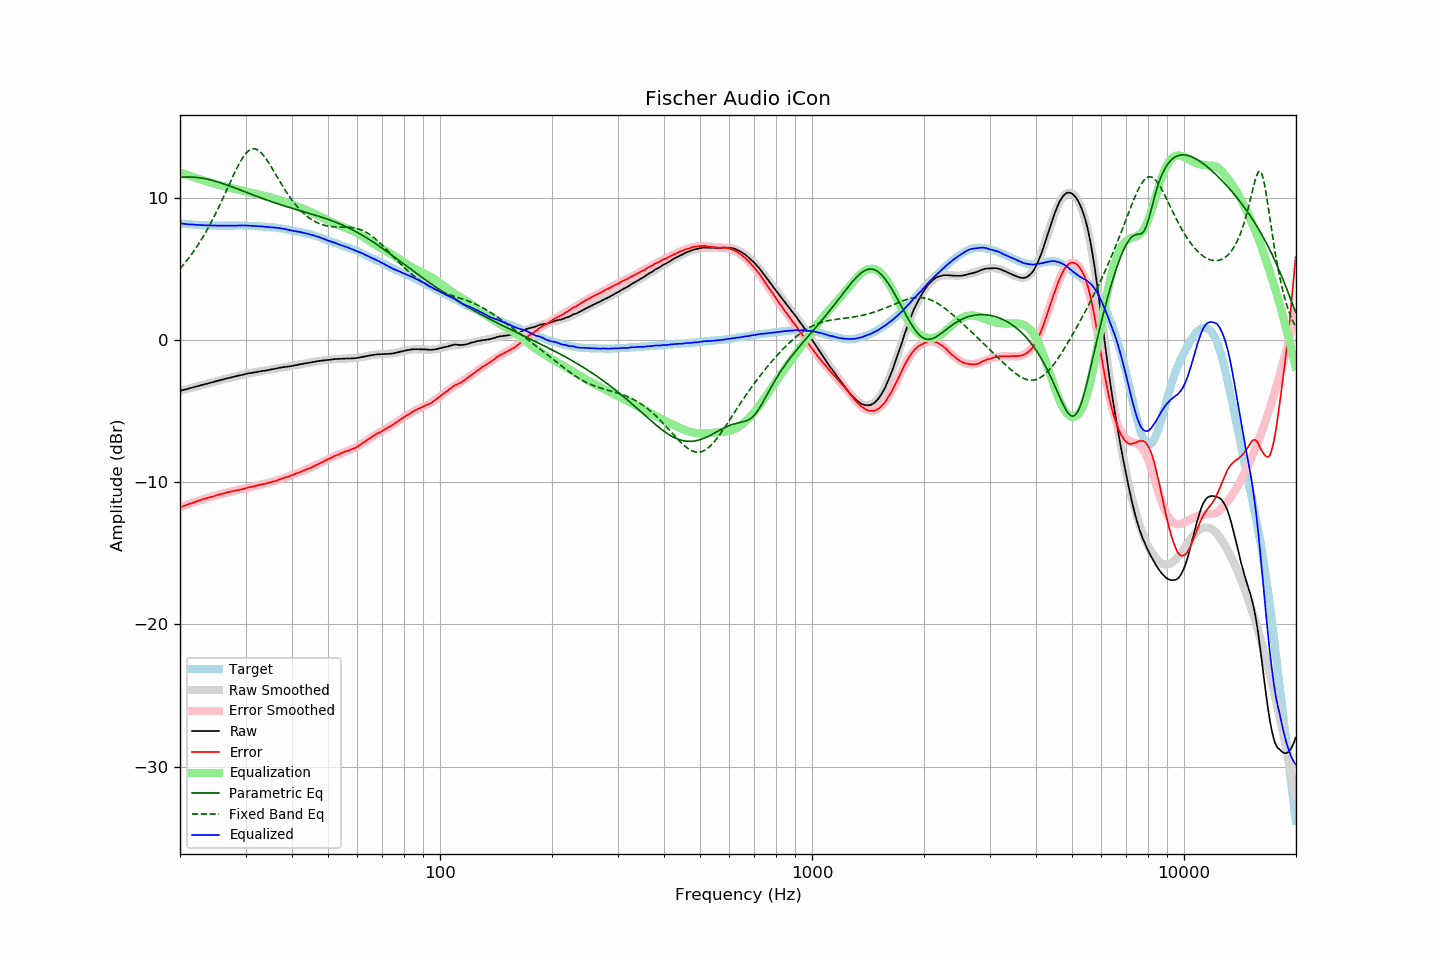 Fischer Audio iCon
Amplitude (dBr)
10
0
−10
−20
−30
Target
Raw Smoothed
Error Smoothed
Raw
Error
Equalization
Parametric Eq
Fixed Band Eq
Equalized
100
1000
10000
Frequency (Hz)